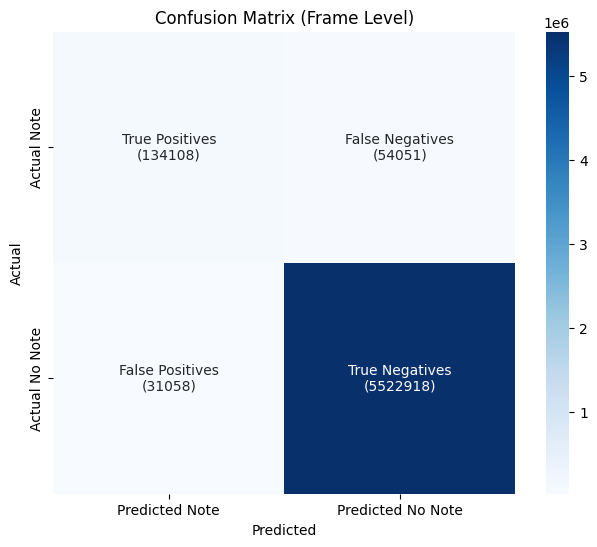 Confusion Matrix (Frame Level)
1e6
Actual Note
True Positives
(134108)
False Negatives
(54051)
Actual
Actual No Note
False Positives
(31058)
True Negatives
(5522918)
5
4
3
2
1
Predicted Note
Predicted No Note
Predicted